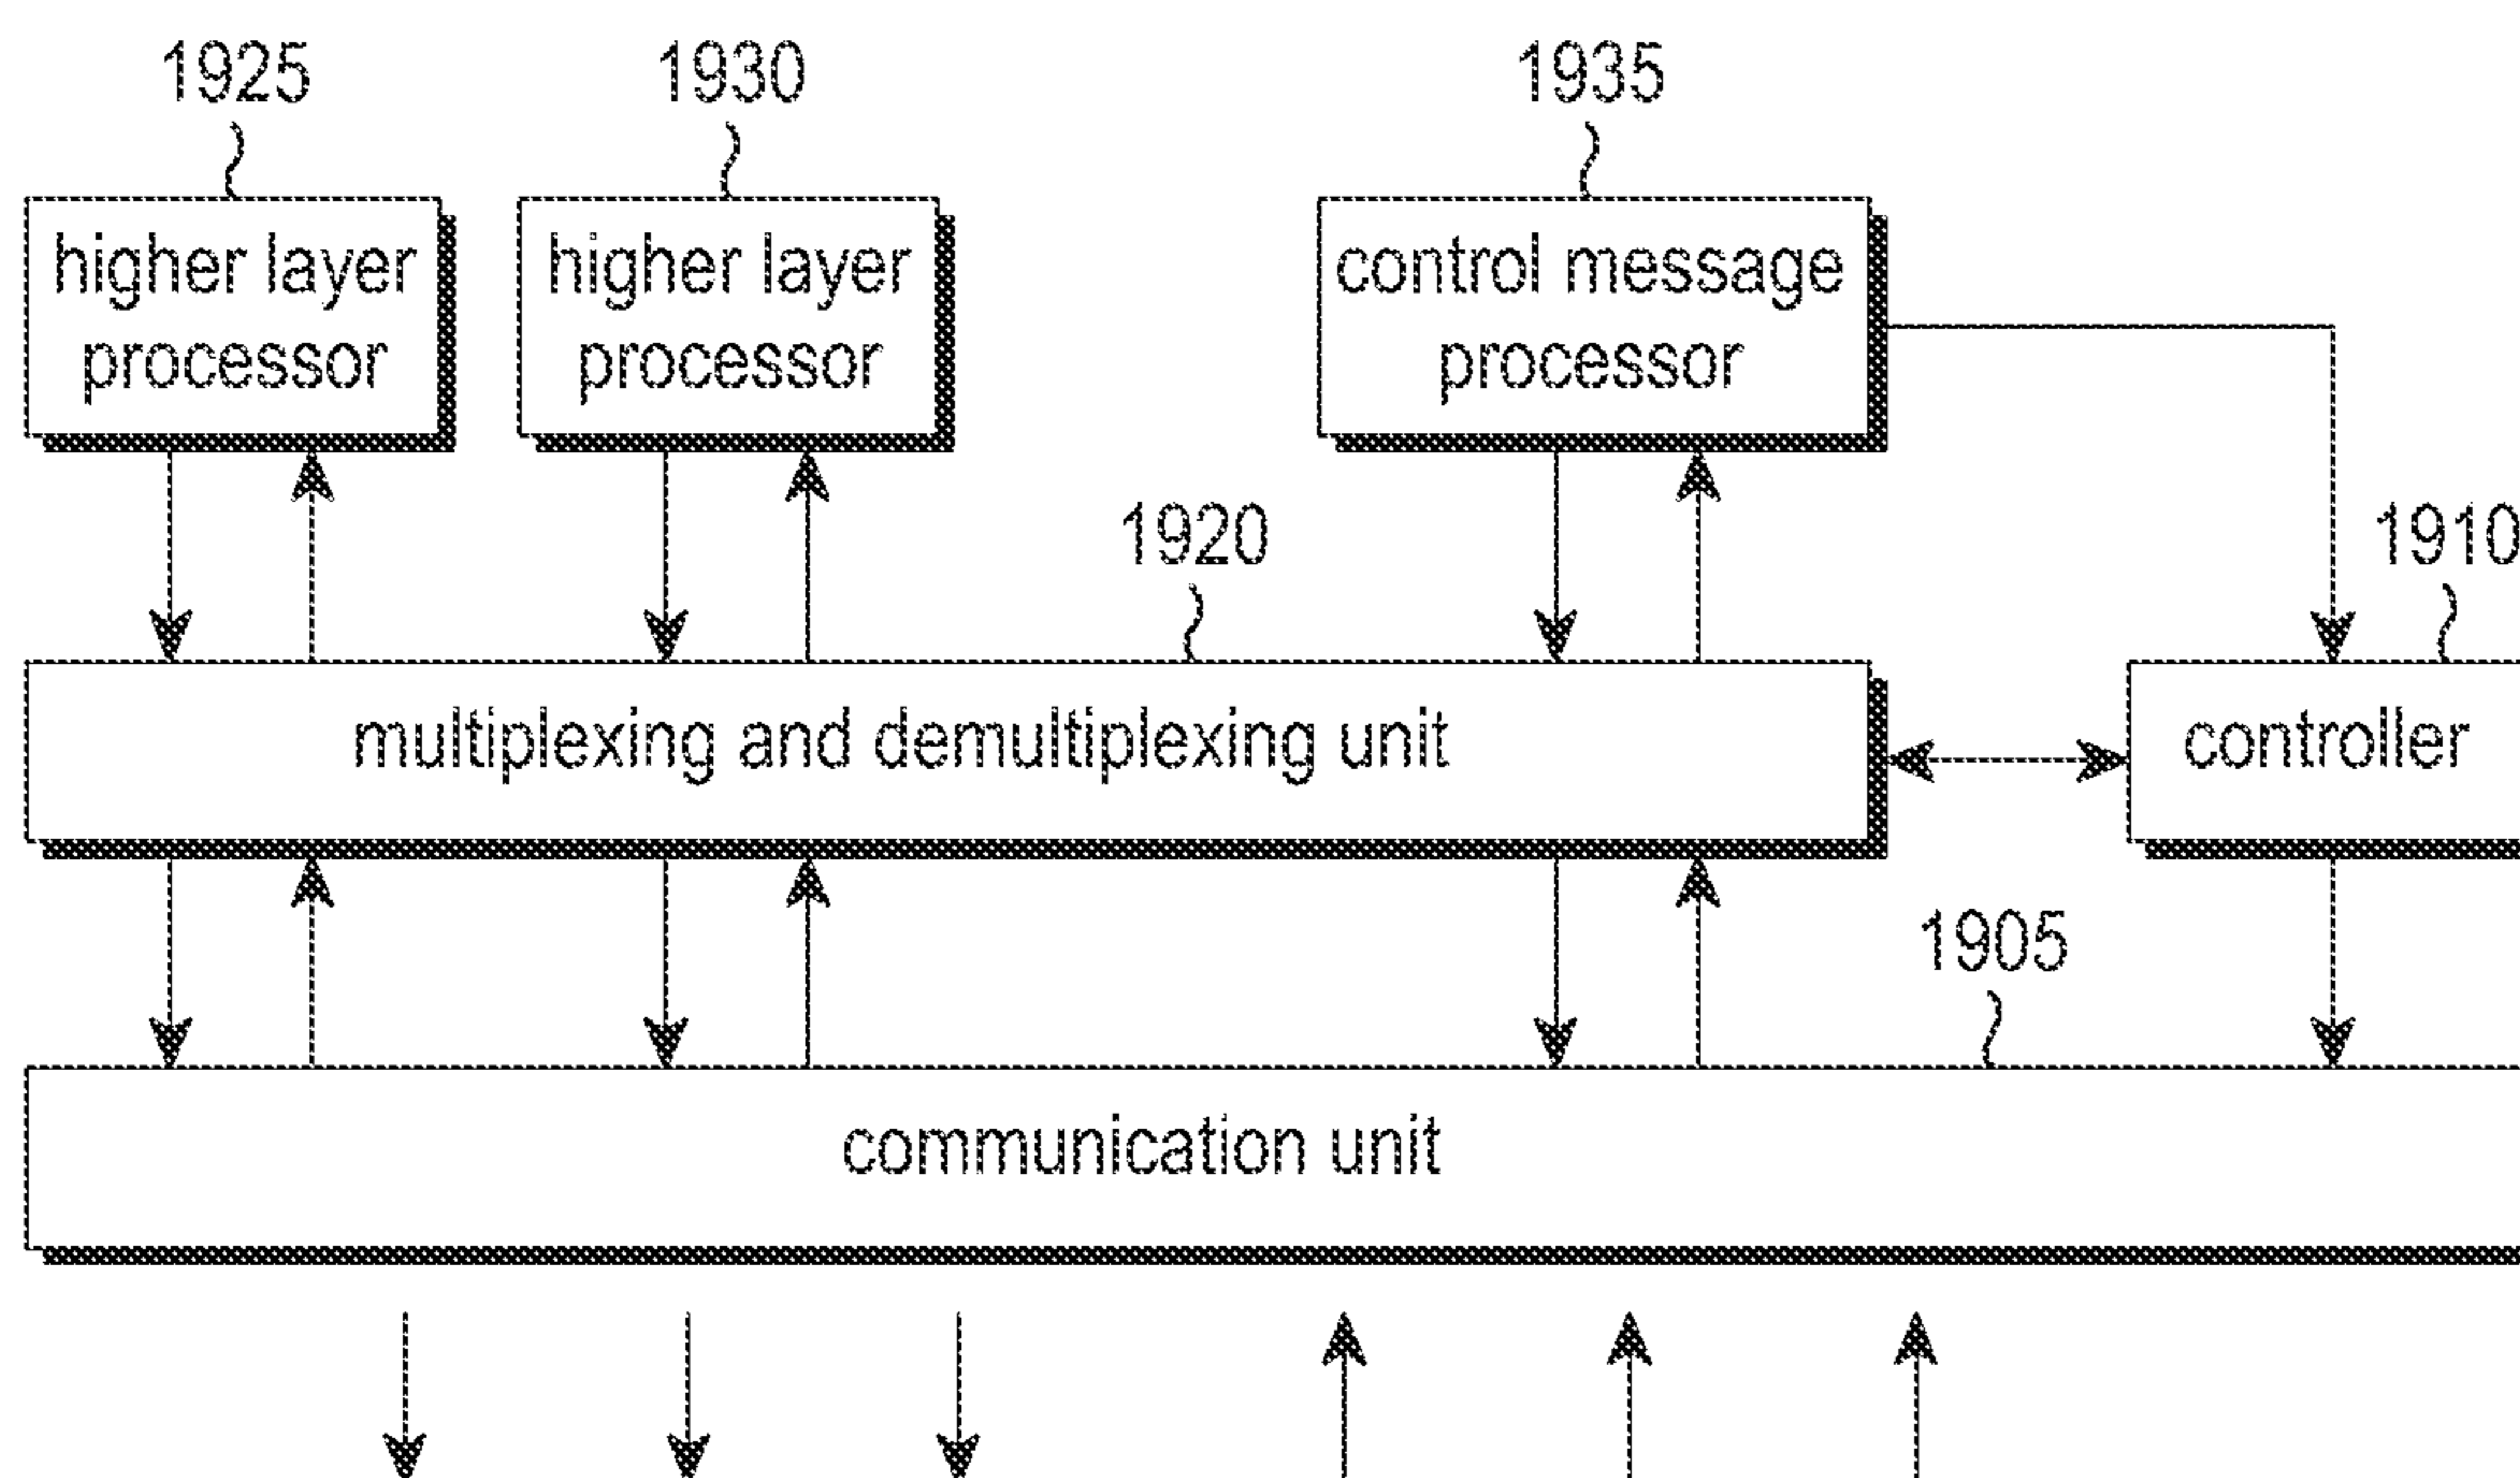 1925
1930
1935
higher layer
processor
higher layer
processor
control message
processor
1920
1910
multiplexing and demultiplexing unit
controller
1905
communication unit